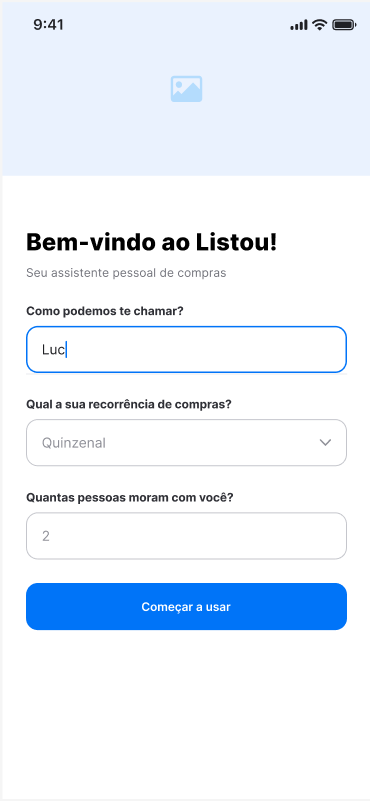 9:41
Bem-vindo ao Listou!
Seu assistente pessoal de compras
Como podemos te chamar?
Luc
Qual a sua recorrência de compras?
Quinzenal
Quantas pessoas moram com você?
2
Começar a usar